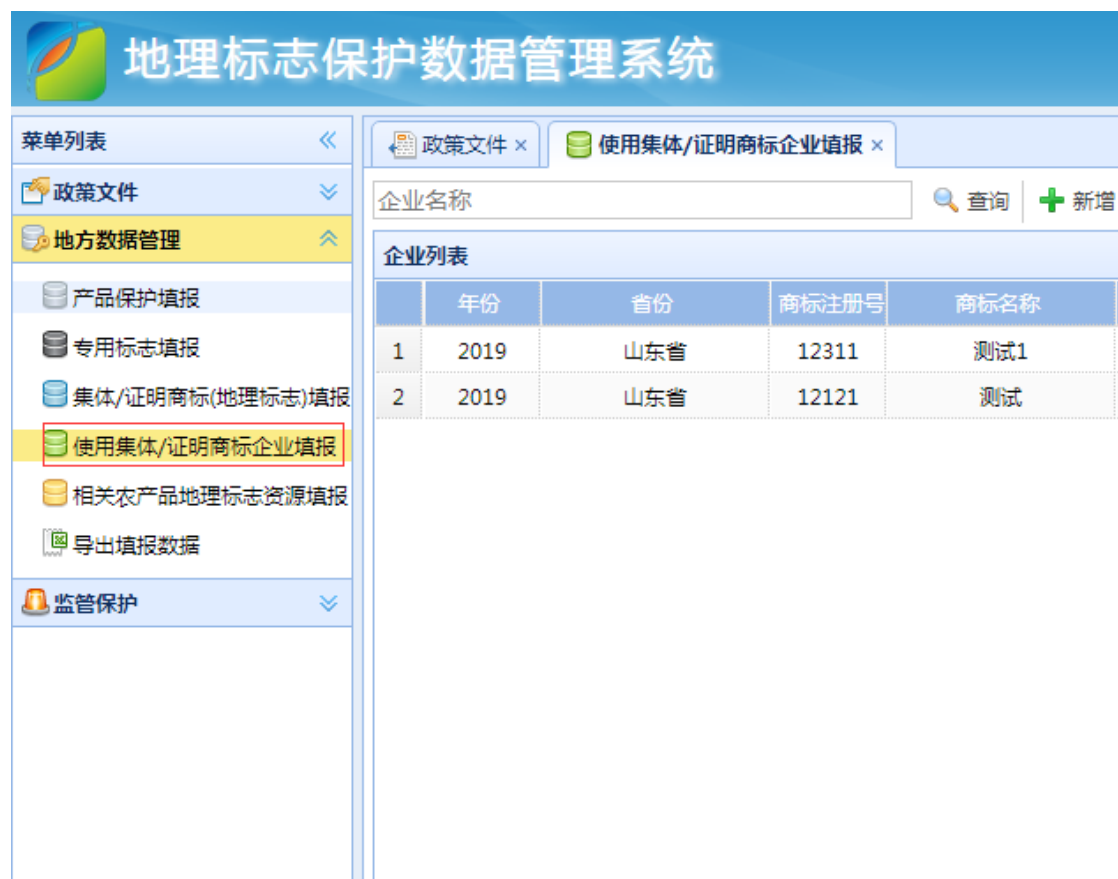 地理标志保护数据管理系统
菜单列表
政策文件
地方数据管理
产品保护填报
专用标志填报
集体/证明商标(地理标志)填报
使用集体/证明商标企业填报
相关农产品地理标志资源填报
导出填报数据
监管保护
政策文件 × 使用集体/证明商标企业填报 ×
企业名称 查询 新增
企业列表
年份 省份 商标注册号 商标名称
1 2019 山东省 12311 测试1
2 2019 山东省 12121 测试